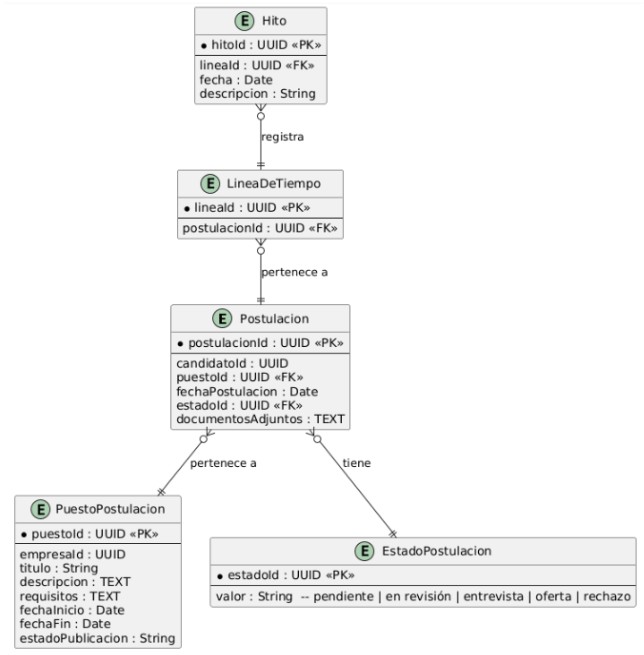 E Hito
• hitoId : UUID «PK»
lineaId : UUID «FK»
fecha : Date
descripcion : String
registra
E LineaDeTiempo
• lineaId : UUID «PK»
postulacionId : UUID «FK»
pertenece a
E Postulacion
• postulacionId : UUID «PK»
candidatoId : UUID
puestoId : UUID «FK»
fechaPostulacion : Date
estadoId : UUID «FK»
documentosAdjuntos : TEXT
pertenece a
tiene
E PuestoPostulacion
• puestoId : UUID «PK»
empresaId : UUID
titulo : String
descripcion : TEXT
requisitos : TEXT
fechaInicio : Date
fechaFin : Date
estadoPublicacion : String
E EstadoPostulacion
• estadoId : UUID «PK»
valor : String -- pendiente | en revisión | entrevista | oferta | rechazo